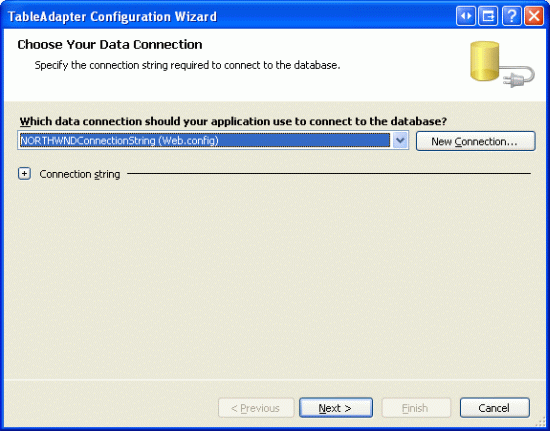 TableAdapter Configuration Wizard
Choose Your Data Connection
Specify the connection string required to connect to the database.
Which data connection should your application use to connect to the database?
NORTHWNDConnectionString (Web.config)
New Connection...
Connection string
< Previous
Next >
Finish
Cancel